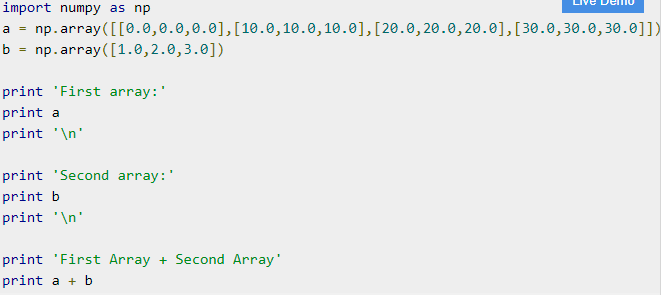 Live Demo
import numpy as np
a = np.array([[0.0,0.0,0.0],[10.0,10.0,10.0],[20.0,20.0,20.0],[30.0,30.0,30.0]])
b = np.array([1.0,2.0,3.0])
print 'First array:'
print a
print '\n'
print 'Second array:'
print b
print '\n'
print 'First Array + Second Array'
print a + b